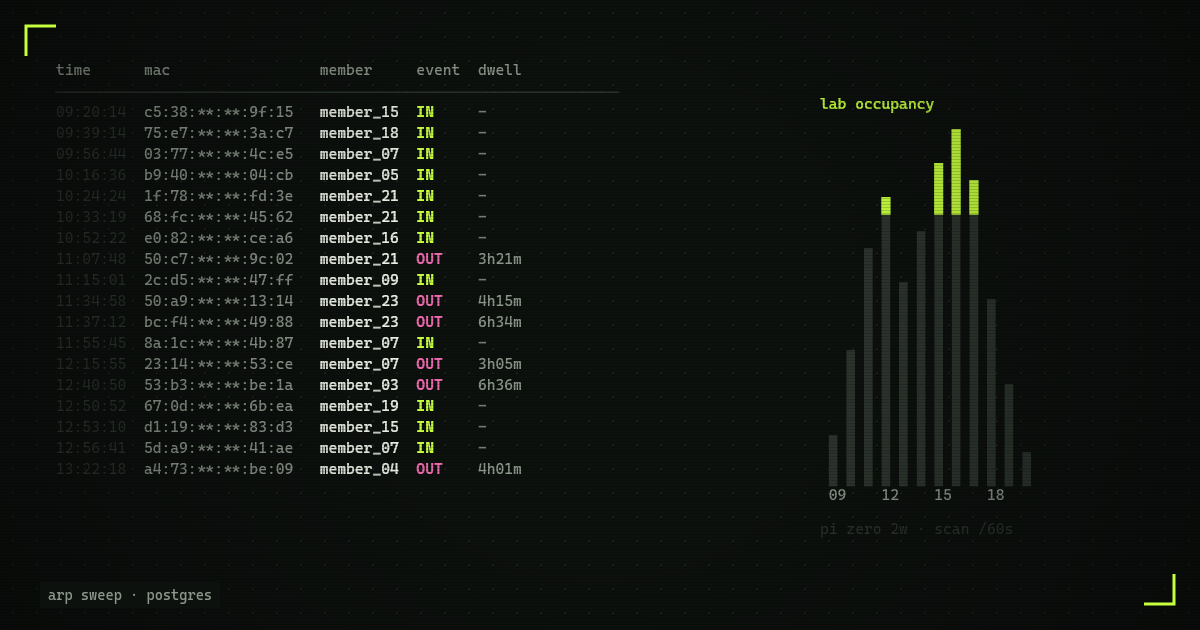 time mac member event dwell
09:20:14 c5:38:**:**:9f:15 member_15 IN –
09:39:14 75:e7:**:**:3a:c7 member_18 IN –
09:56:44 03:77:**:**:4c:e5 member_07 IN –
10:16:36 b9:40:**:**:04:cb member_05 IN –
10:24:24 1f:78:**:**:fd:3e member_21 IN –
10:33:19 68:fc:**:**:45:62 member_21 IN –
10:52:22 e0:82:**:**:ce:a6 member_16 IN –
11:07:48 50:c7:**:**:9c:02 member_21 OUT 3h21m
11:15:01 2c:d5:**:**:47:ff member_09 IN –
11:34:58 50:a9:**:**:13:14 member_23 OUT 4h15m
11:37:12 bc:f4:**:**:49:88 member_23 OUT 6h34m
11:55:45 8a:1c:**:**:4b:87 member_07 IN –
12:15:55 23:14:**:**:53:ce member_07 OUT 3h05m
12:40:50 53:b3:**:**:be:1a member_03 OUT 6h36m
12:50:52 67:0d:**:**:6b:ea member_19 IN –
12:53:10 d1:19:**:**:83:d3 member_15 IN –
12:56:41 5d:a9:**:**:41:ae member_07 IN –
13:22:18 a4:73:**:**:be:09 member_04 OUT 4h01m
lab occupancy
09 12 15 18
pi zero 2w · scan /60s
arp sweep · postgres